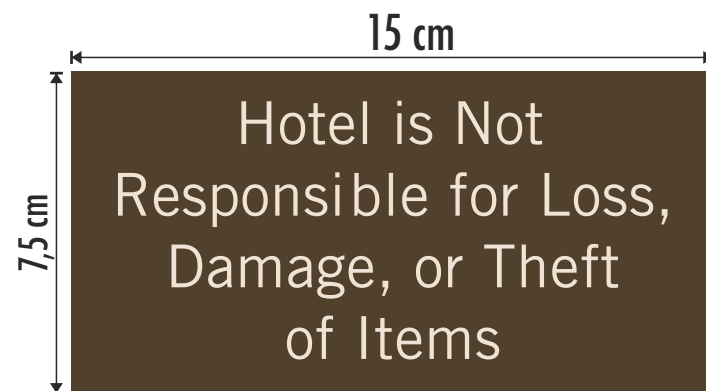 15 cm
7,5 cm
Hotel is Not
Responsible for Loss,
Damage, or Theft
of Items